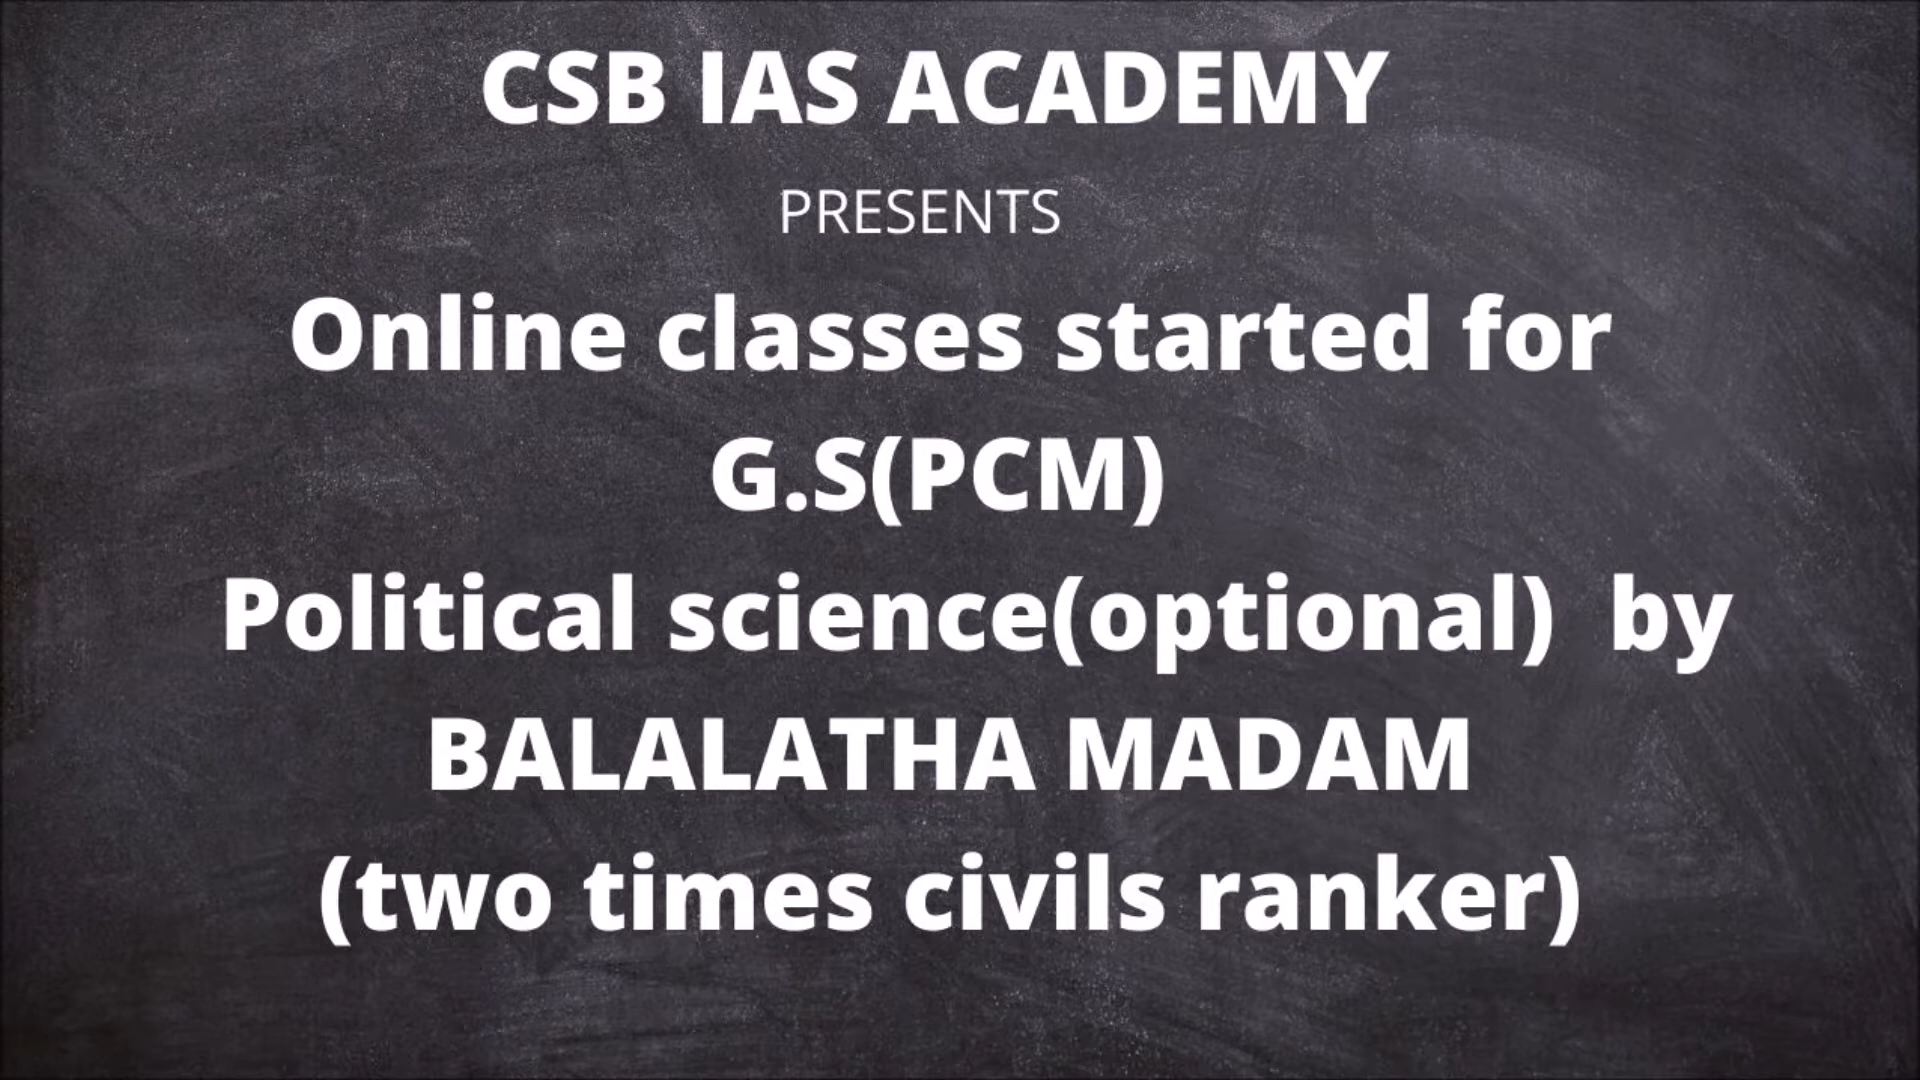 CSB IAS ACADEMY
PRESENTS
Online classes started for
G.S(PCM)
Political science(optional)  by
BALALATHA MADAM
(two times civils ranker)